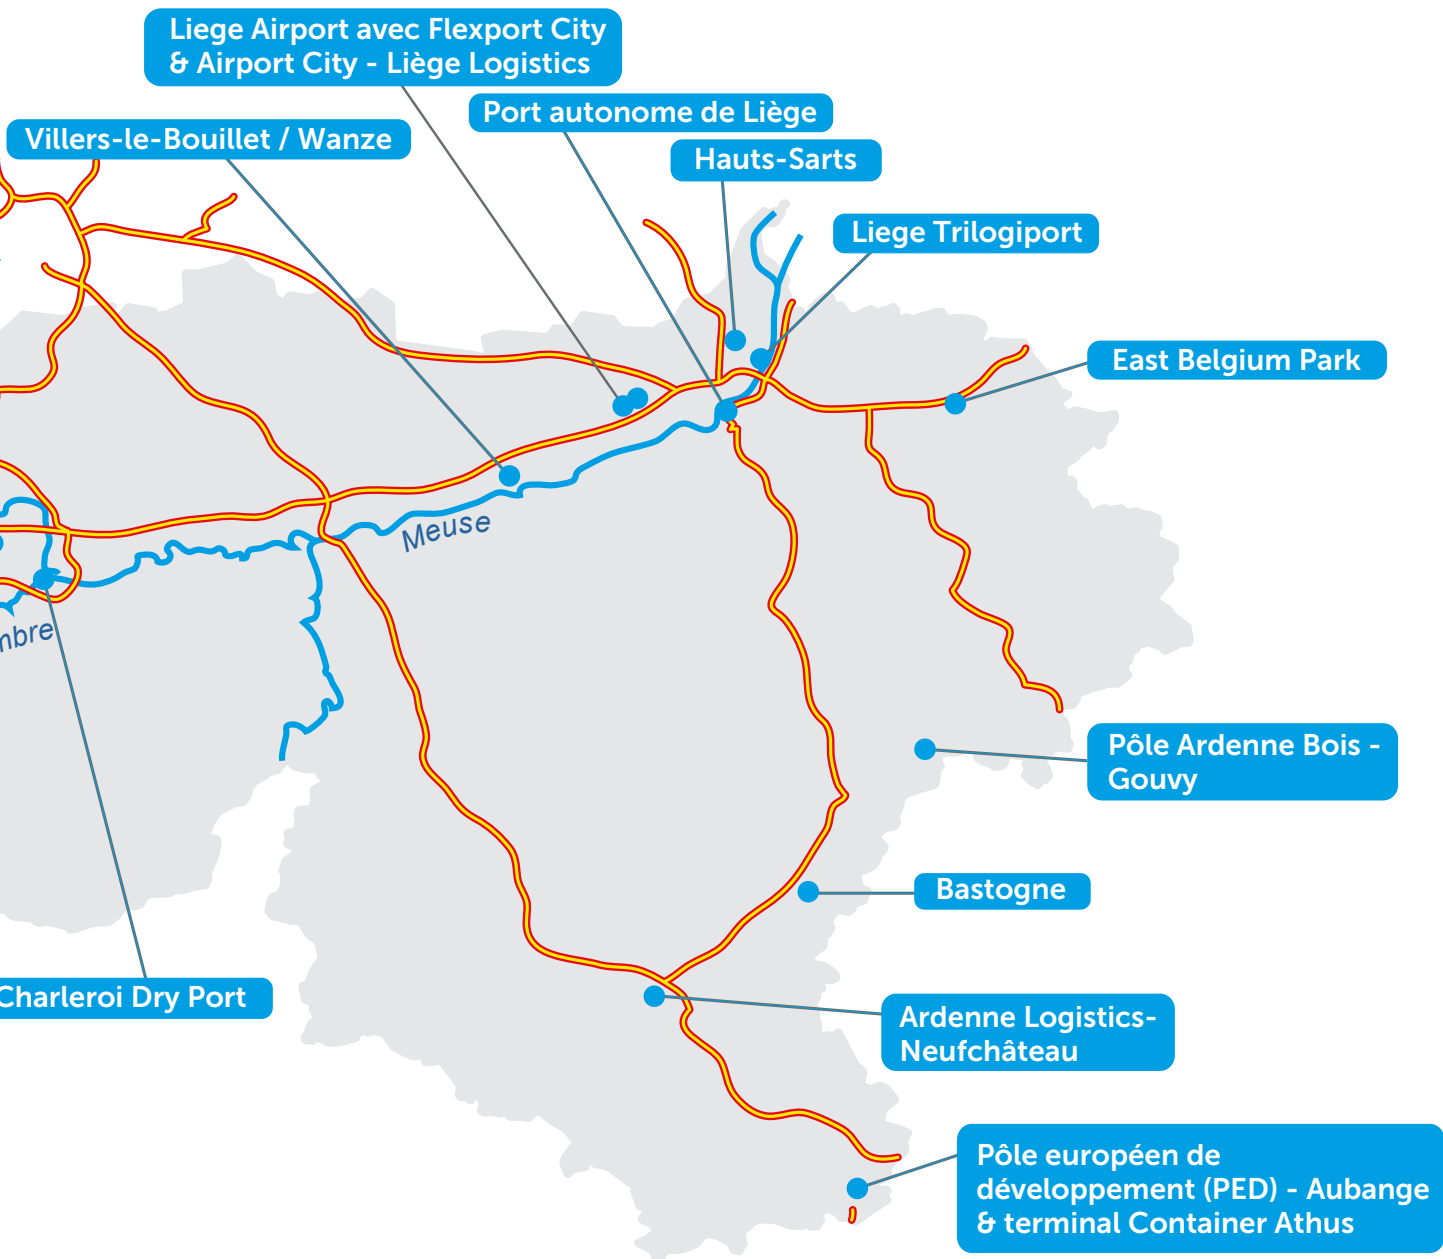 Liege Airport avec Flexport City
& Airport City - Liège Logistics
Port autonome de Liège
Villers-le-Bouillet / Wanze
Hauts-Sarts
Liege Trilogiport
East Belgium Park
Meuse
mbre
Pôle Ardenne Bois -
Gouvy
Bastogne
Charleroi Dry Port
Ardenne Logistics-
Neufchâteau
Pôle européen de
développement (PED) - Aubange
& terminal Container Athus